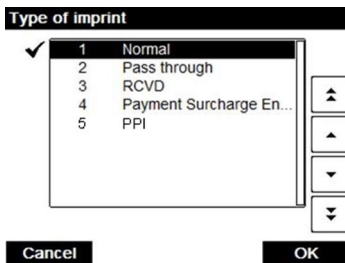 Type of imprint
1 Normal
2 Pass through
3 RCVD
4 Payment Surcharge En...
5 PPI
Cancel OK